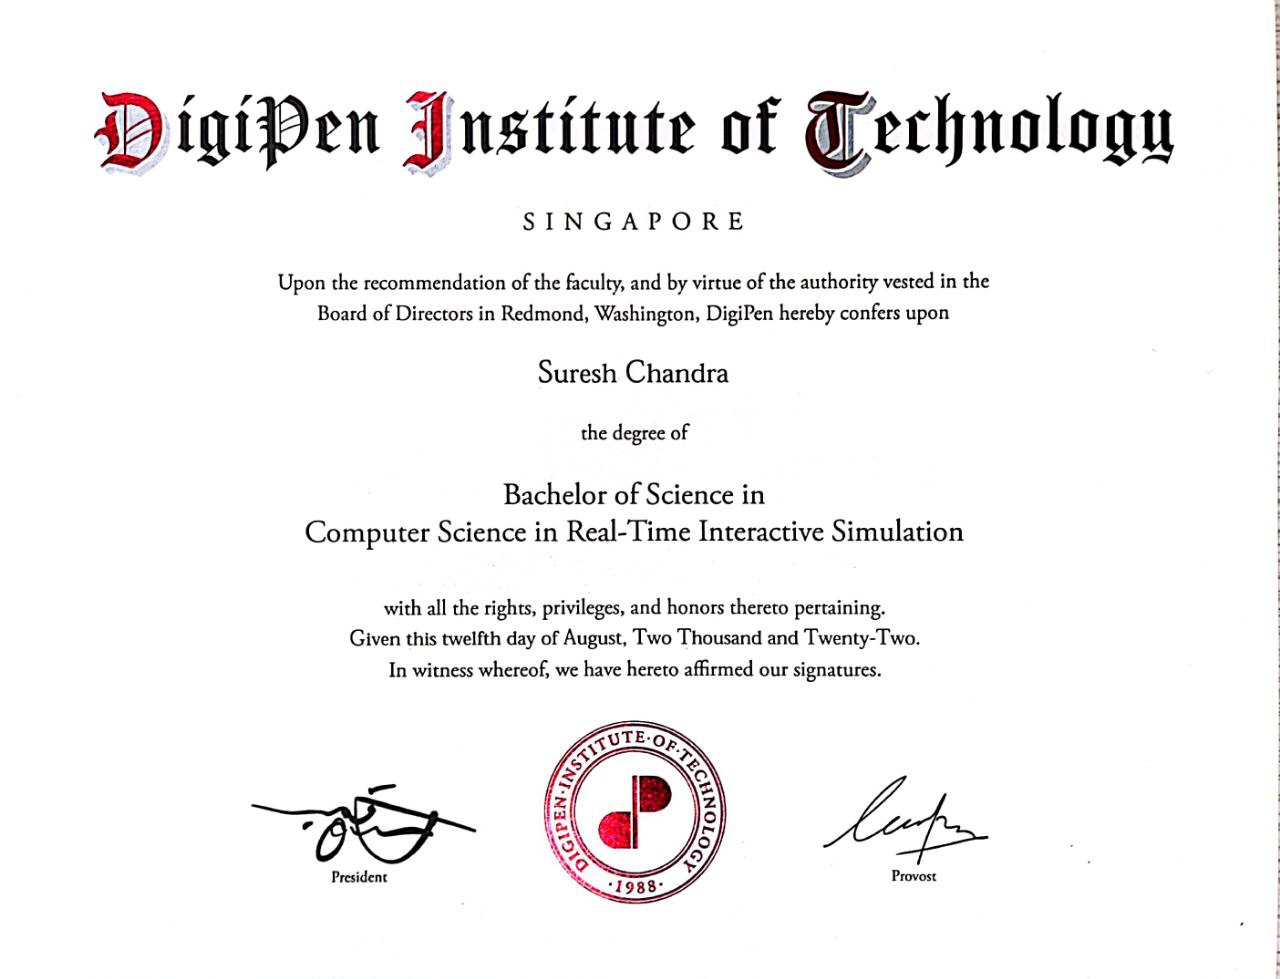 DigiPen Institute of Technology
SINGAPORE
Upon the recommendation of the faculty, and by virtue of the authority vested in the
Board of Directors in Redmond, Washington, DigiPen hereby confers upon
Suresh Chandra
the degree of
Bachelor of Science in
Computer Science in Real-Time Interactive Simulation
with all the rights, privileges, and honors thereto pertaining.
Given this twelfth day of August, Two Thousand and Twenty-Two.
In witness whereof, we have hereto affirmed our signatures.
DIGIPEN·INSTITUTE·OF·TECHNOLOGY
·1988·
President
Provost